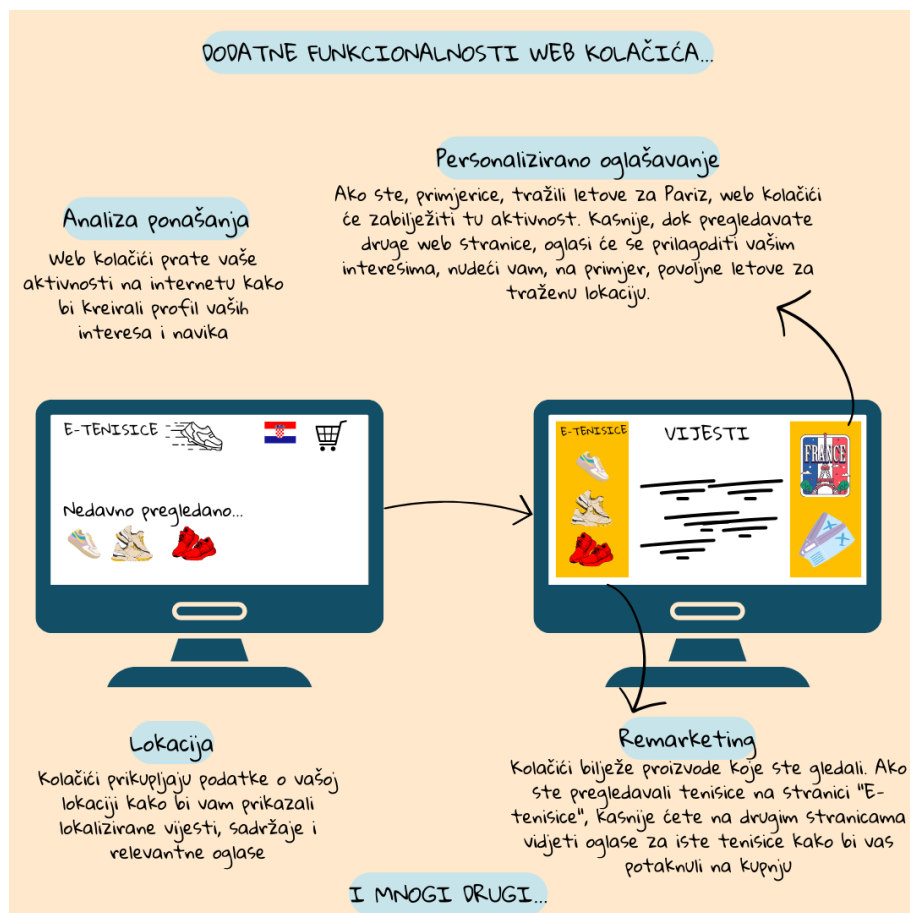 DODATNE FUNKCIONALNOSTI WEB KOLAČIĆA...
Personalizirano oglašavanje
Ako ste, primjerice, tražili letove za Pariz, web kolačići
će zabilježiti tu aktivnost. Kasnije, dok pregledavate
druge web stranice, oglasi će se prilagoditi vašim
interesima, nudeći vam, na primjer, povoljne letove za
traženu lokaciju.
Analiza ponašanja
Web kolačići prate vaše
aktivnosti na internetu kako
bi kreirali profil vaših
interesa i navika
E-TENISICE
Nedavno pregledano...
E-TENISICE
VIJESTI
FRANCE
Lokacija
Kolačići prikupljaju podatke o vašoj
lokaciji kako bi vam prikazali
lokalizirane vijesti, sadržaje i
relevantne oglase
Remarketing
Kolačići bilježe proizvode koje ste gledali. Ako
ste pregledavali tenisice na stranici "E-
tenisice", kasnije ćete na drugim stranicama
vidjeti oglase za iste tenisice kako bi vas
potaknuli na kupnju
I MNOGI DRUGI...